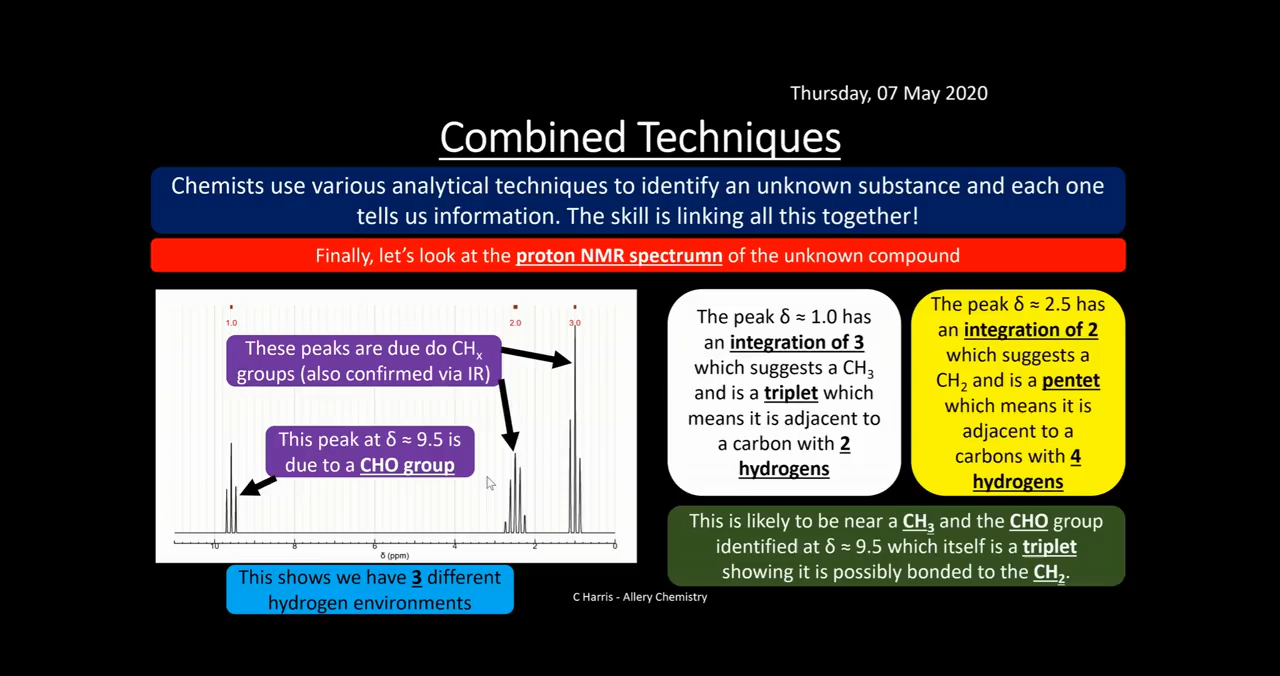 Thursday, 07 May 2020
Combined Techniques
Chemists use various analytical techniques to identify an unknown substance and each one
tells us information. The skill is linking all this together!
Finally, let's look at the proton NMR spectrumn of the unknown compound
1.0
2.0
3.0
These peaks are due do CHx
groups (also confirmed via IR)
This peak at δ ≈ 9.5 is
due to a CHO group
10 8 6 4 2 0
δ (ppm)
This shows we have 3 different
hydrogen environments
The peak δ ≈ 1.0 has
an integration of 3
which suggests a CH3
and is a triplet which
means it is adjacent to
a carbon with 2
hydrogens
The peak δ ≈ 2.5 has
an integration of 2
which suggests a
CH2 and is a pentet
which means it is
adjacent to a
carbons with 4
hydrogens
This is likely to be near a CH3 and the CHO group
identified at δ ≈ 9.5 which itself is a triplet
showing it is possibly bonded to the CH2.
C Harris - Allery Chemistry